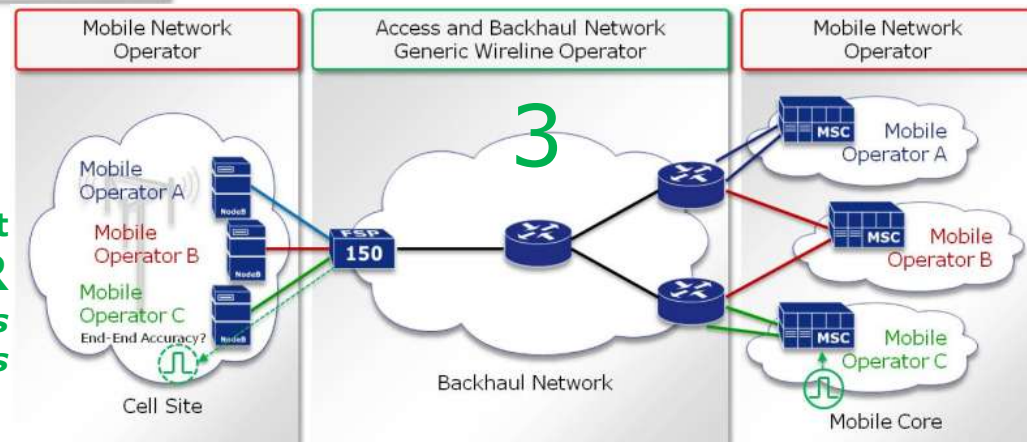 Mobile Network
Operator
Access and Backhaul Network
Generic Wireline Operator
Mobile Network
Operator
3
Mobile
Operator A
NodeB
Mobile
Operator B
NodeB
Mobile
Operator C
NodeB
End-End Accuracy?
Cell Site
FSP
150
Backhaul Network
MSC
Mobile
Operator A
MSC
Mobile
Operator B
MSC
Mobile
Operator C
Mobile Core
t
R
s
s